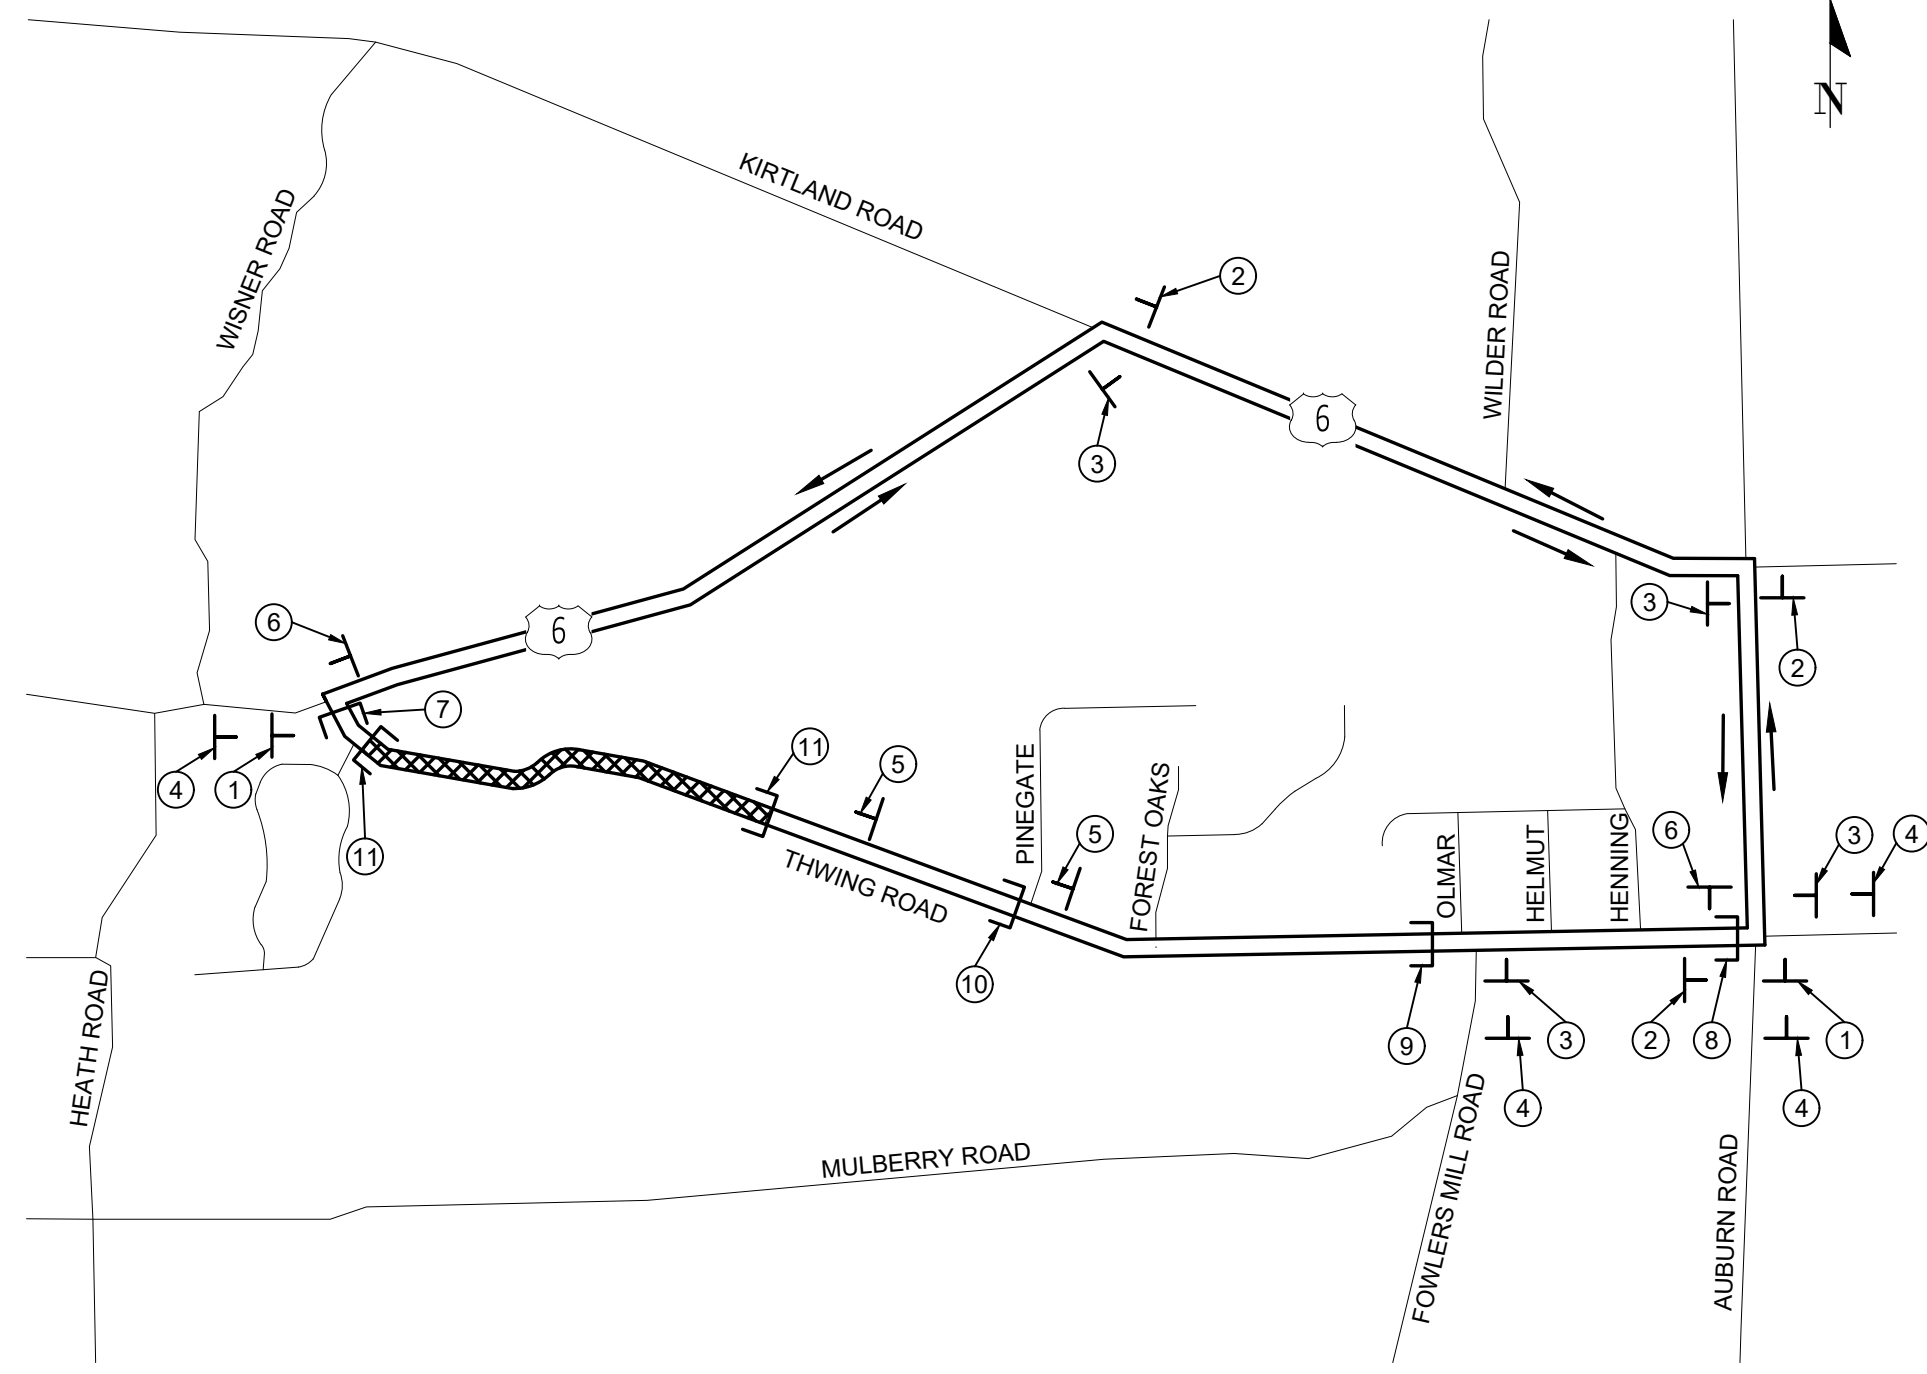 N
KIRTLAND ROAD
WISNER ROAD
2
WILDER ROAD
6
3
6
6
3
2
7
11
5
PINEGATE
FOREST OAKS
4
1
11
5
OLMAR
HELMUT
HENNING
6
3
4
THWING ROAD
10
9
3
2
8
1
HEATH ROAD
4
4
MULBERRY ROAD
FOWLERS MILL ROAD
AUBURN ROAD